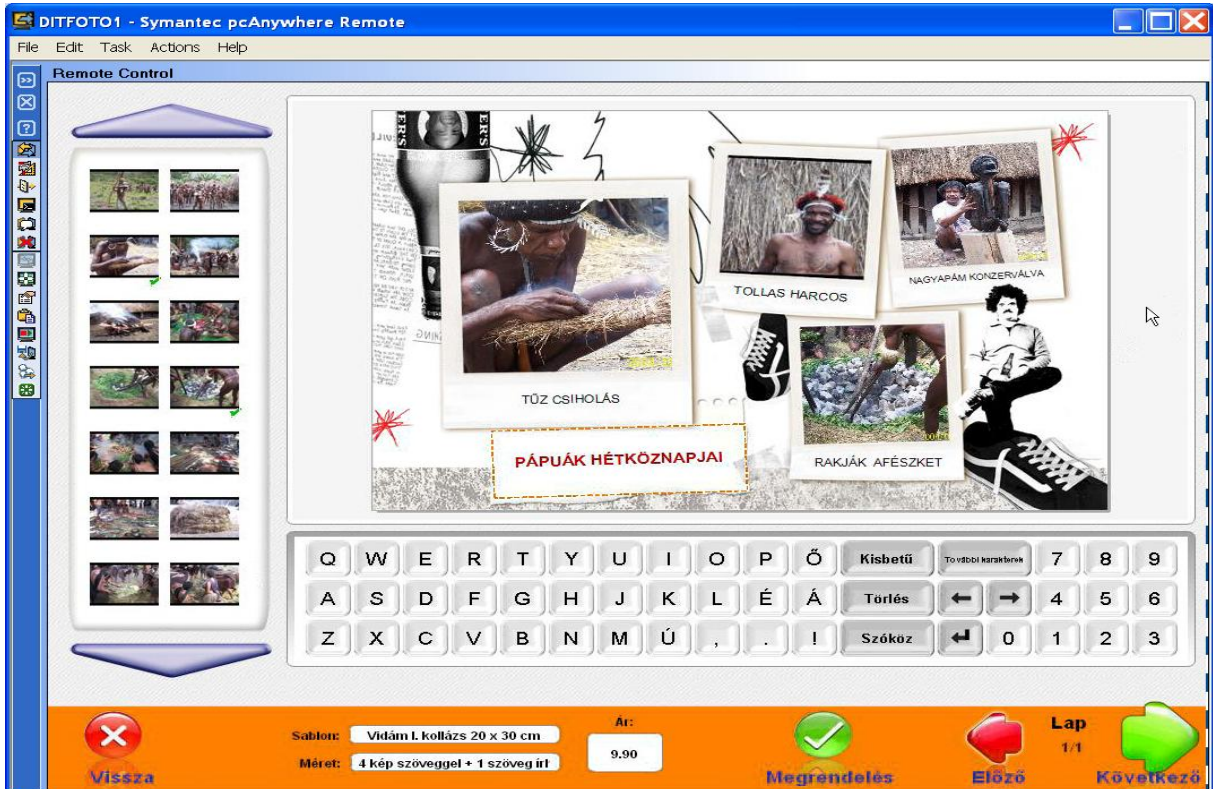 DITFOTO1 - Symantec pcAnywhere Remote
File Edit Task Actions Help
Remote Control
TŰZ CSIHOLÁS
TOLLAS HARCOS
NAGYAPÁM KONZERVÁLVA
PÁPUÁK HÉTKÖZNAPJAI
RAKJÁK AFÉSZKET
Q W E R T Y U I O P Ő Kisbetű További karakterek 7 8 9
A S D F G H J K L É Á Törlés ← → 4 5 6
Z X C V B N M Ú , . ! Szóköz 0 1 2 3
Vissza
Sablon: Vidám I. kollázs 20 x 30 cm
Méret: 4 kép szöveggel + 1 szöveg írh
Ár:
9.90
Megrendelés
Előző
Lap
1/1
Következő